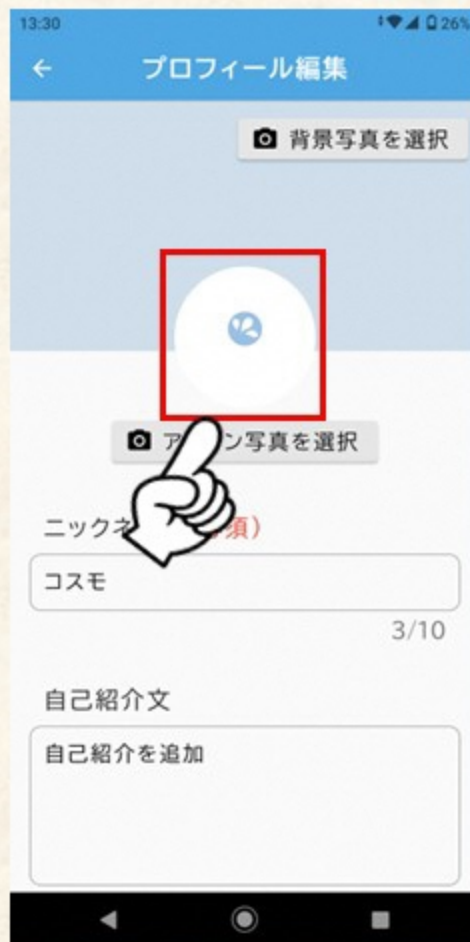 13:30 26%
プロフィール編集
背景写真を選択
ア ン写真を選択
ニックネ 須)
コスモ
3/10
自己紹介文
自己紹介を追加